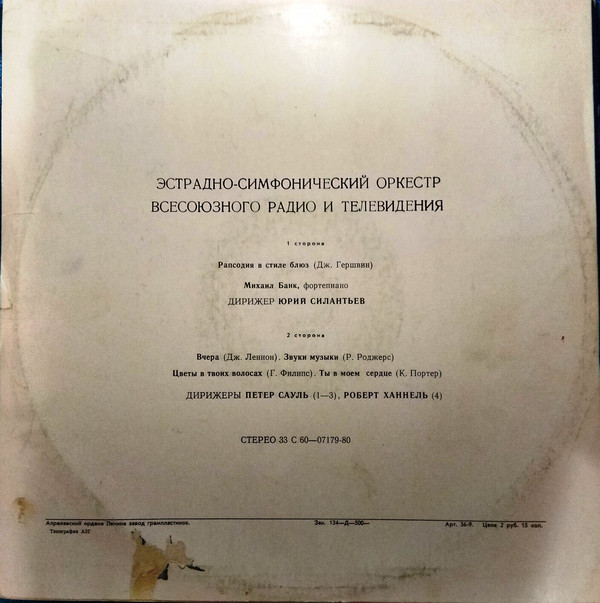 ЭСТРАДНО-СИМФОНИЧЕСКИЙ ОРКЕСТР
ВСЕСОЮЗНОГО РАДИО И ТЕЛЕВИДЕНИЯ
1 сторона
Рапсодия в стиле блюз (Дж. Гершвин)
Михаил Банк, фортепиано
ДИРИЖЕР ЮРИЙ СИЛАНТЬЕВ
2 сторона
Вчера (Дж. Леннон). Звуки музыки (Р. Роджерс)
Цветы в твоих волосах (Г. Филипс). Ты в моем сердце (К. Портер)
ДИРИЖЕРЫ ПЕТЕР САУЛЬ (1—3), РОБЕРТ ХАННЕЛЬ (4)
СТЕРЕО 33 С 60—07179-80
Апрелевский ордена Ленина завод грампластинок. Зак. 134—Д—500— Арт. 36-9. Цена 2 руб. 15 коп.
Типография АЗГ